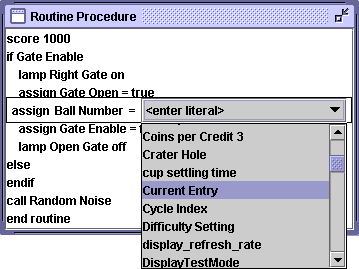 Routine Procedure
score 1000
if Gate Enable
lamp Right Gate on
assign Gate Open = true
assign Ball Number = <enter literal>
assign Gate Enable =
lamp Open Gate off
else
endif
call Random Noise
end routine
Coins per Credit 3
Crater Hole
cup settling time
Current Entry
Cycle Index
Difficulty Setting
display_refresh_rate
DisplayTestMode